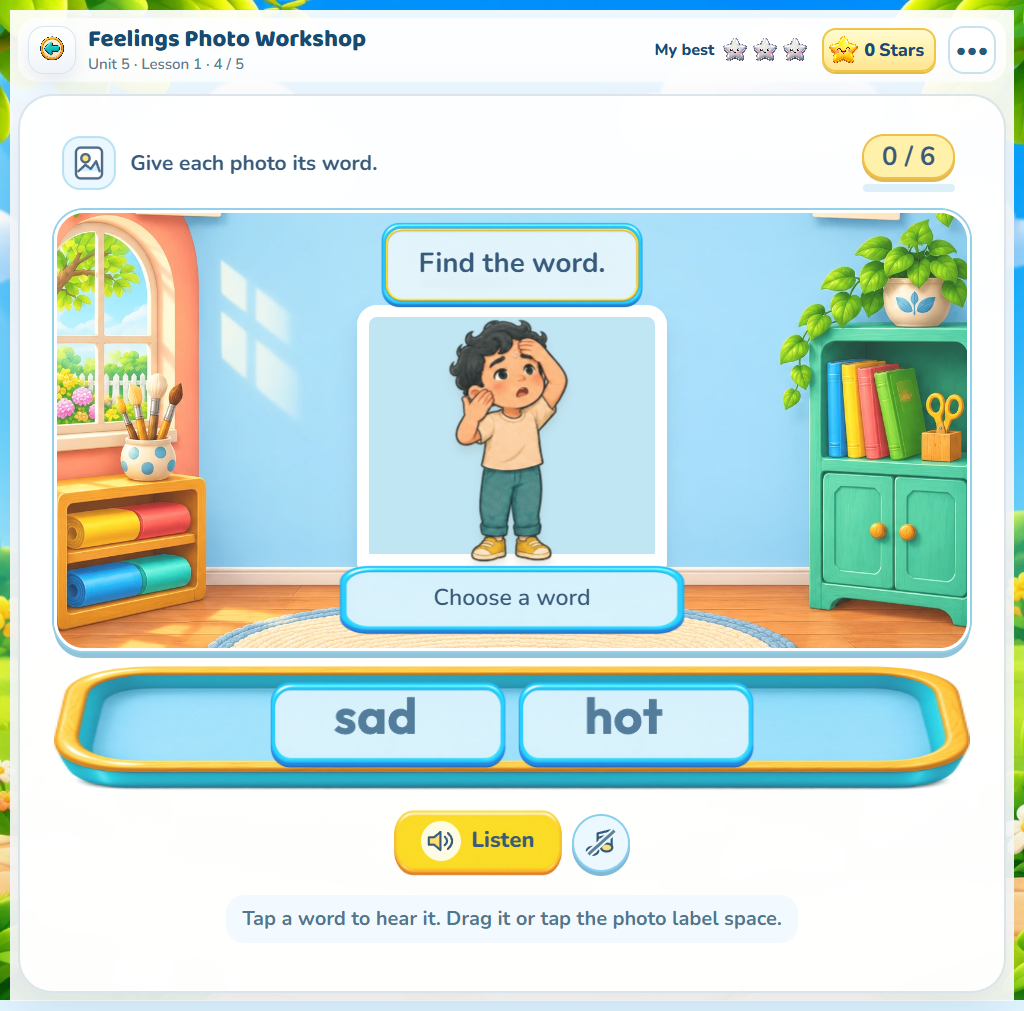 Feelings Photo Workshop
Unit 5 · Lesson 1 · 4 / 5
My best
0 Stars
Give each photo its word.
0 / 6
Find the word.
Choose a word
sad
hot
Listen
Tap a word to hear it. Drag it or tap the photo label space.